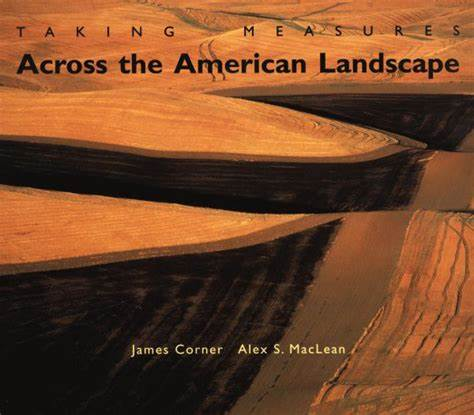 TAKING MEASURES
Across the American Landscape
James Corner Alex S. MacLean